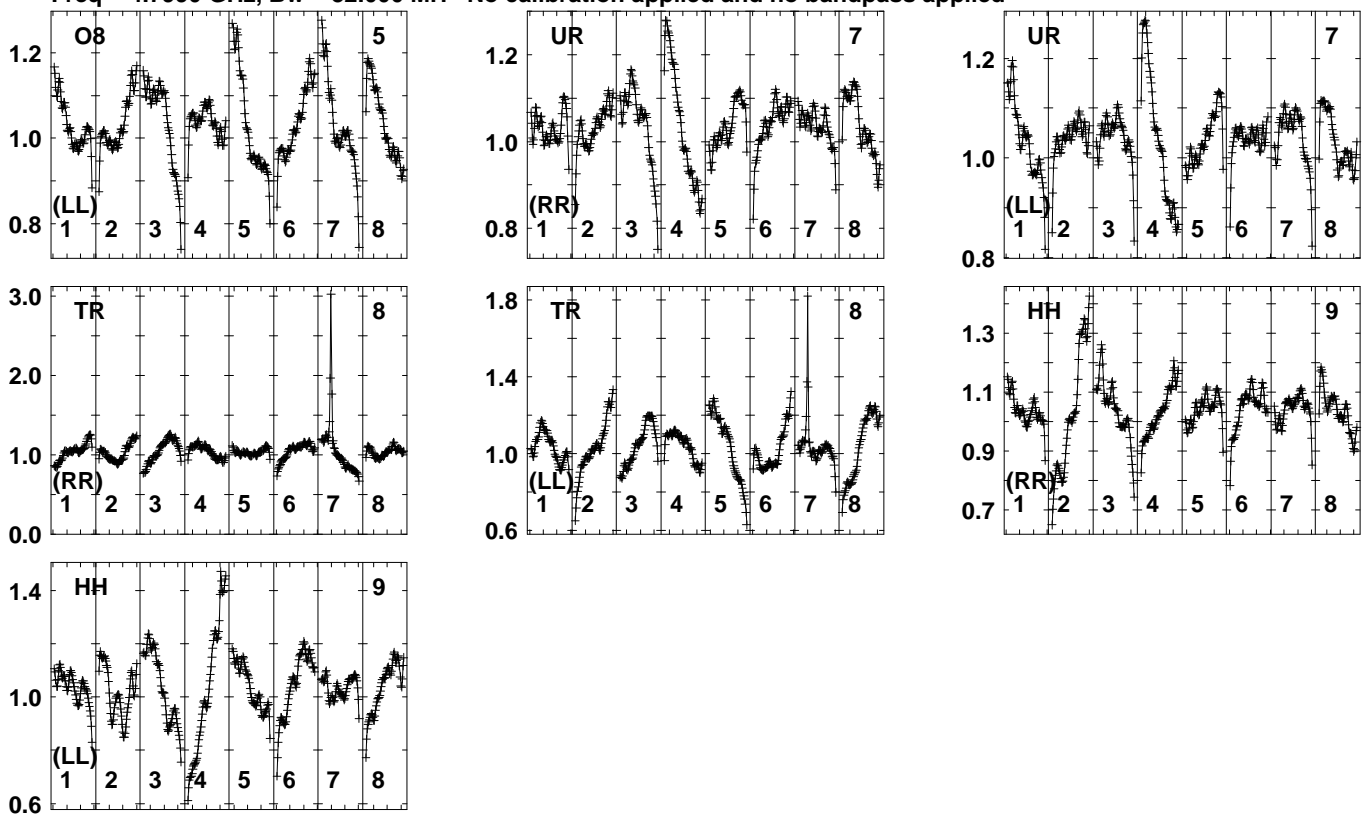 No calibration applied and no bandpass applied
1.2 O8 5
1.0
0.8 (LL) 1 2 3 4 5 6 7 8
1.2 UR 7
1.0
0.8 (RR) 1 2 3 4 5 6 7 8
1.2 UR 7
1.0
0.8 (LL) 1 2 3 4 5 6 7 8
3.0 TR 8
2.0
1.0
0.0 (RR) 1 2 3 4 5 6 7 8
1.8 TR 8
1.4
1.0
0.6 (LL) 1 2 3 4 5 6 7 8
1.3 HH 9
1.1
0.9
0.7 (RR) 1 2 3 4 5 6 7 8
1.4 HH 9
1.0
0.6 (LL) 1 2 3 4 5 6 7 8